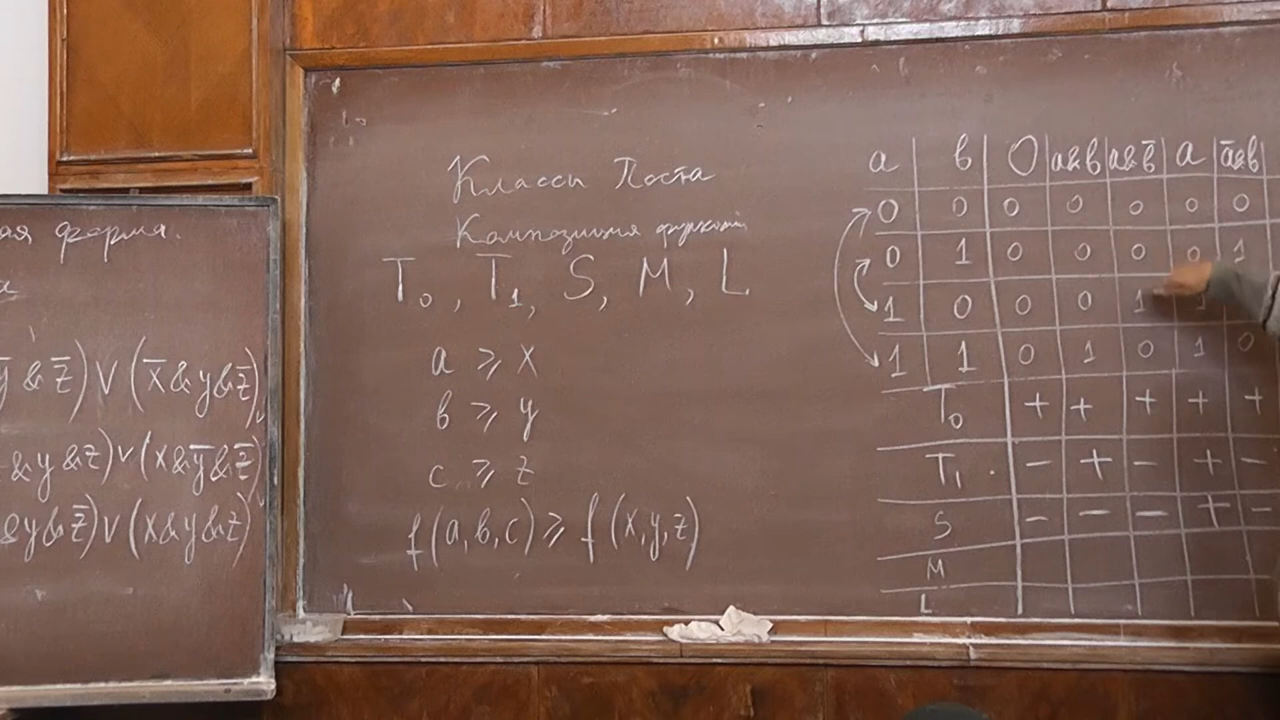 ая форма.
а
ȳ & z̄) ∨ (x̄ & y & z̄)∨
& y & z) ∨ (x & ȳ & z̄)∨
& y & z̄) ∨ (x & y & z)
Классы Поста
Композиция функций
T₀, T₁, S, M, L
a ⩾ x
b ⩾ y
c ⩾ z
f(a, b, c) ⩾ f(x, y, z)
a b 0 a&b a&b̄ a ā&b
0 0 0 0 0 0 0
0 1 0 0 0 0 1
1 0 0 0 1 1
1 1 0 1 0 1 0
T₀ + + + + +
T₁ - + - + -
S - - - + -
M
L